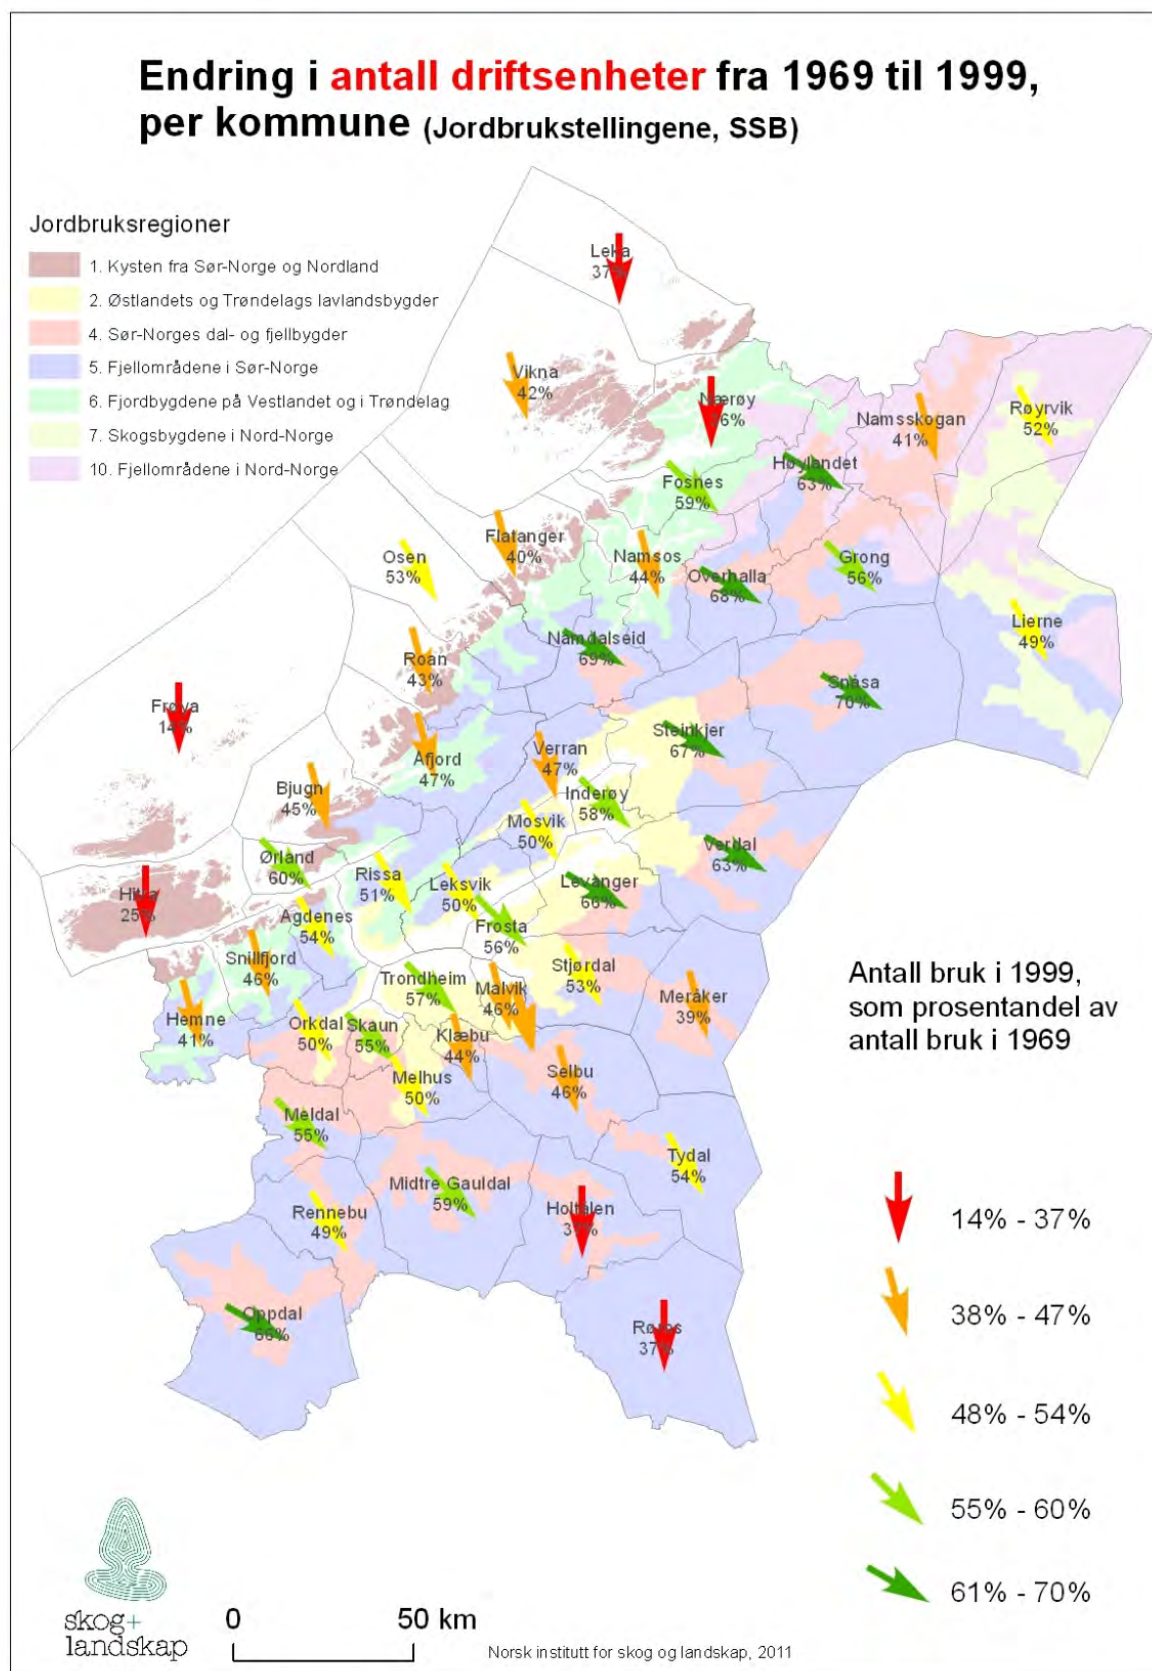 Endring i antall driftsenheter fra 1969 til 1999,
per kommune (Jordbrukstellingene, SSB)
Jordbruksregioner
1. Kysten fra Sør-Norge og Nordland
2. Østlandets og Trøndelags lavlandsbygder
4. Sør-Norges dal- og fjellbygder
5. Fjellområdene i Sør-Norge
6. Fjordbygdene på Vestlandet og i Trøndelag
7. Skogsbygdene i Nord-Norge
10. Fjellområdene i Nord-Norge
Leka
37%
Vikna
42%
Nærøy
Namsskogan
41%
Røyrvik
52%
Høylandet
63%
Fosnes
59%
Flatanger
40%
Osen
53%
Namsos
44%
Overhalla
68%
Grong
56%
Lierne
49%
Namdalseid
69%
Roan
43%
Snåsa
70%
Frøya
14%
Steinkjer
67%
Verran
47%
Åfjord
47%
Bjugn
45%
Inderøy
58%
Mosvik
50%
Verdal
63%
Ørland
60%
Rissa
51%
Leksvik
50%
Levanger
66%
Hitra
25%
Agdenes
54%
Frosta
56%
Snillfjord
46%
Trondheim
57%
Malvik
46%
Stjørdal
53%
Meråker
39%
Hemne
41%
Orkdal
50%
Skaun
55%
Klæbu
44%
Selbu
46%
Melhus
50%
Meldal
55%
Tydal
54%
Midtre Gauldal
59%
Rennebu
49%
Holtålen
Oppdal
66%
Røros
37%
Antall bruk i 1999,
som prosentandel av
antall bruk i 1969
14% - 37%
38% - 47%
48% - 54%
55% - 60%
61% - 70%
skog+
landskap
0 50 km
Norsk institutt for skog og landskap, 2011